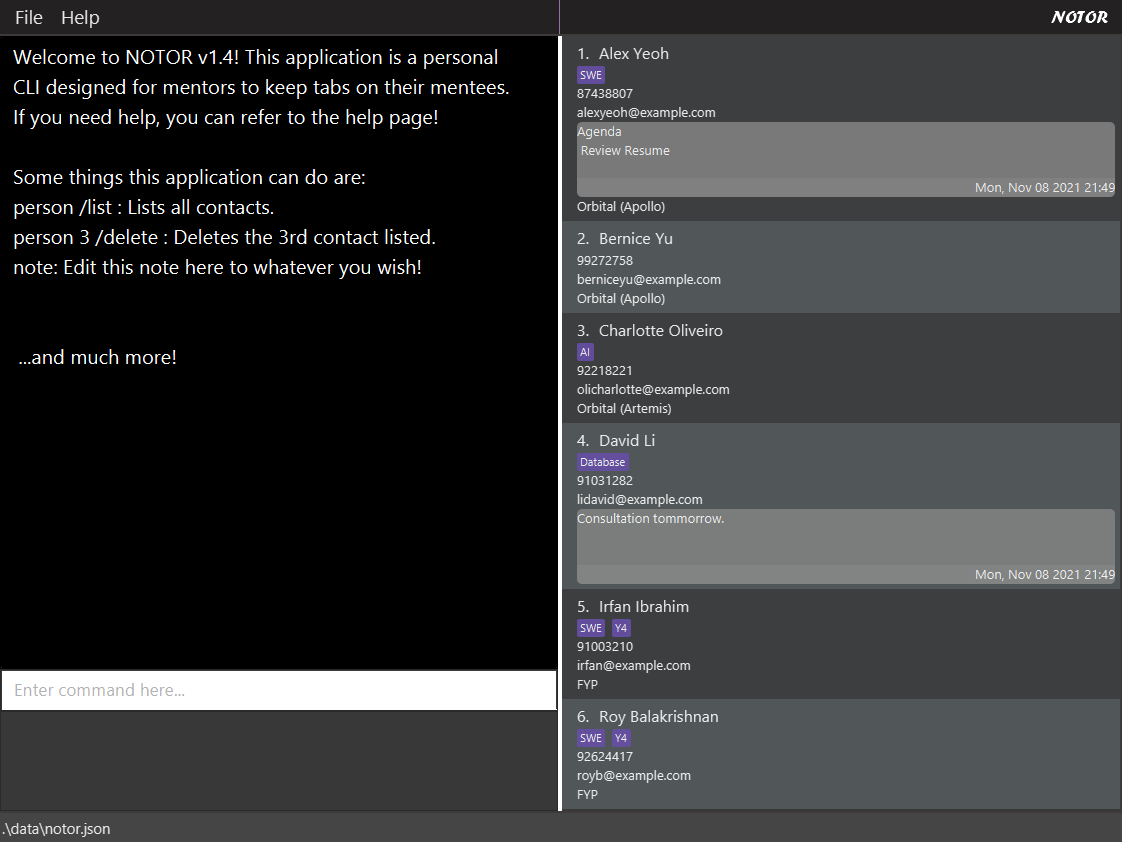 File Help
NOTOR
Welcome to NOTOR v1.4! This application is a personal
CLI designed for mentors to keep tabs on their mentees.
If you need help, you can refer to the help page!
Some things this application can do are:
person /list : Lists all contacts.
person 3 /delete : Deletes the 3rd contact listed.
note: Edit this note here to whatever you wish!
...and much more!
Enter command here...
1. Alex Yeoh
SWE
87438807
alexyeoh@example.com
Agenda
Review Resume
Mon, Nov 08 2021 21:49
Orbital (Apollo)
2. Bernice Yu
99272758
berniceyu@example.com
Orbital (Apollo)
3. Charlotte Oliveiro
AI
92218221
olicharlotte@example.com
Orbital (Artemis)
4. David Li
Database
91031282
lidavid@example.com
Consultation tommorrow.
Mon, Nov 08 2021 21:49
5. Irfan Ibrahim
SWE Y4
91003210
irfan@example.com
FYP
6. Roy Balakrishnan
SWE Y4
92624417
royb@example.com
FYP
.\data\notor.json